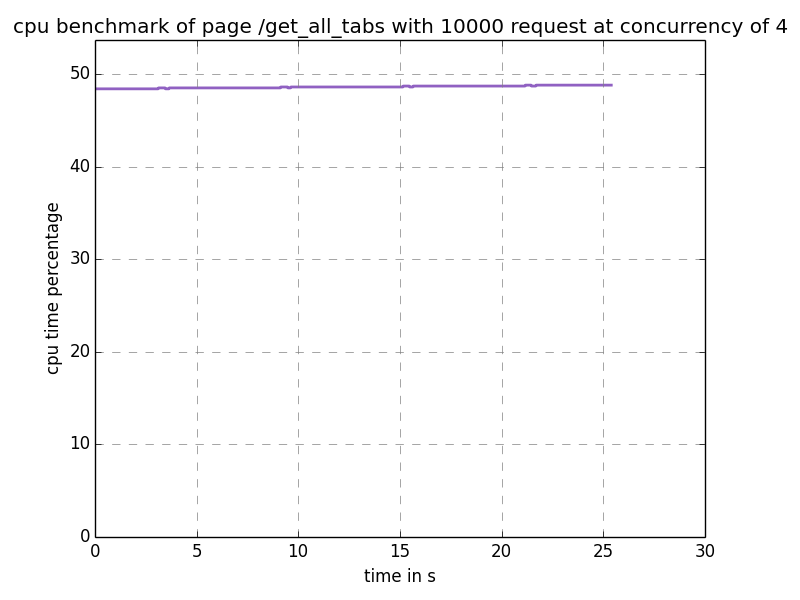 cpu benchmark of page /get_all_tabs with 10000 request at concurrency of 4
50
40
30
20
10
0
cpu time percentage
0 5 10 15 20 25 30
time in s